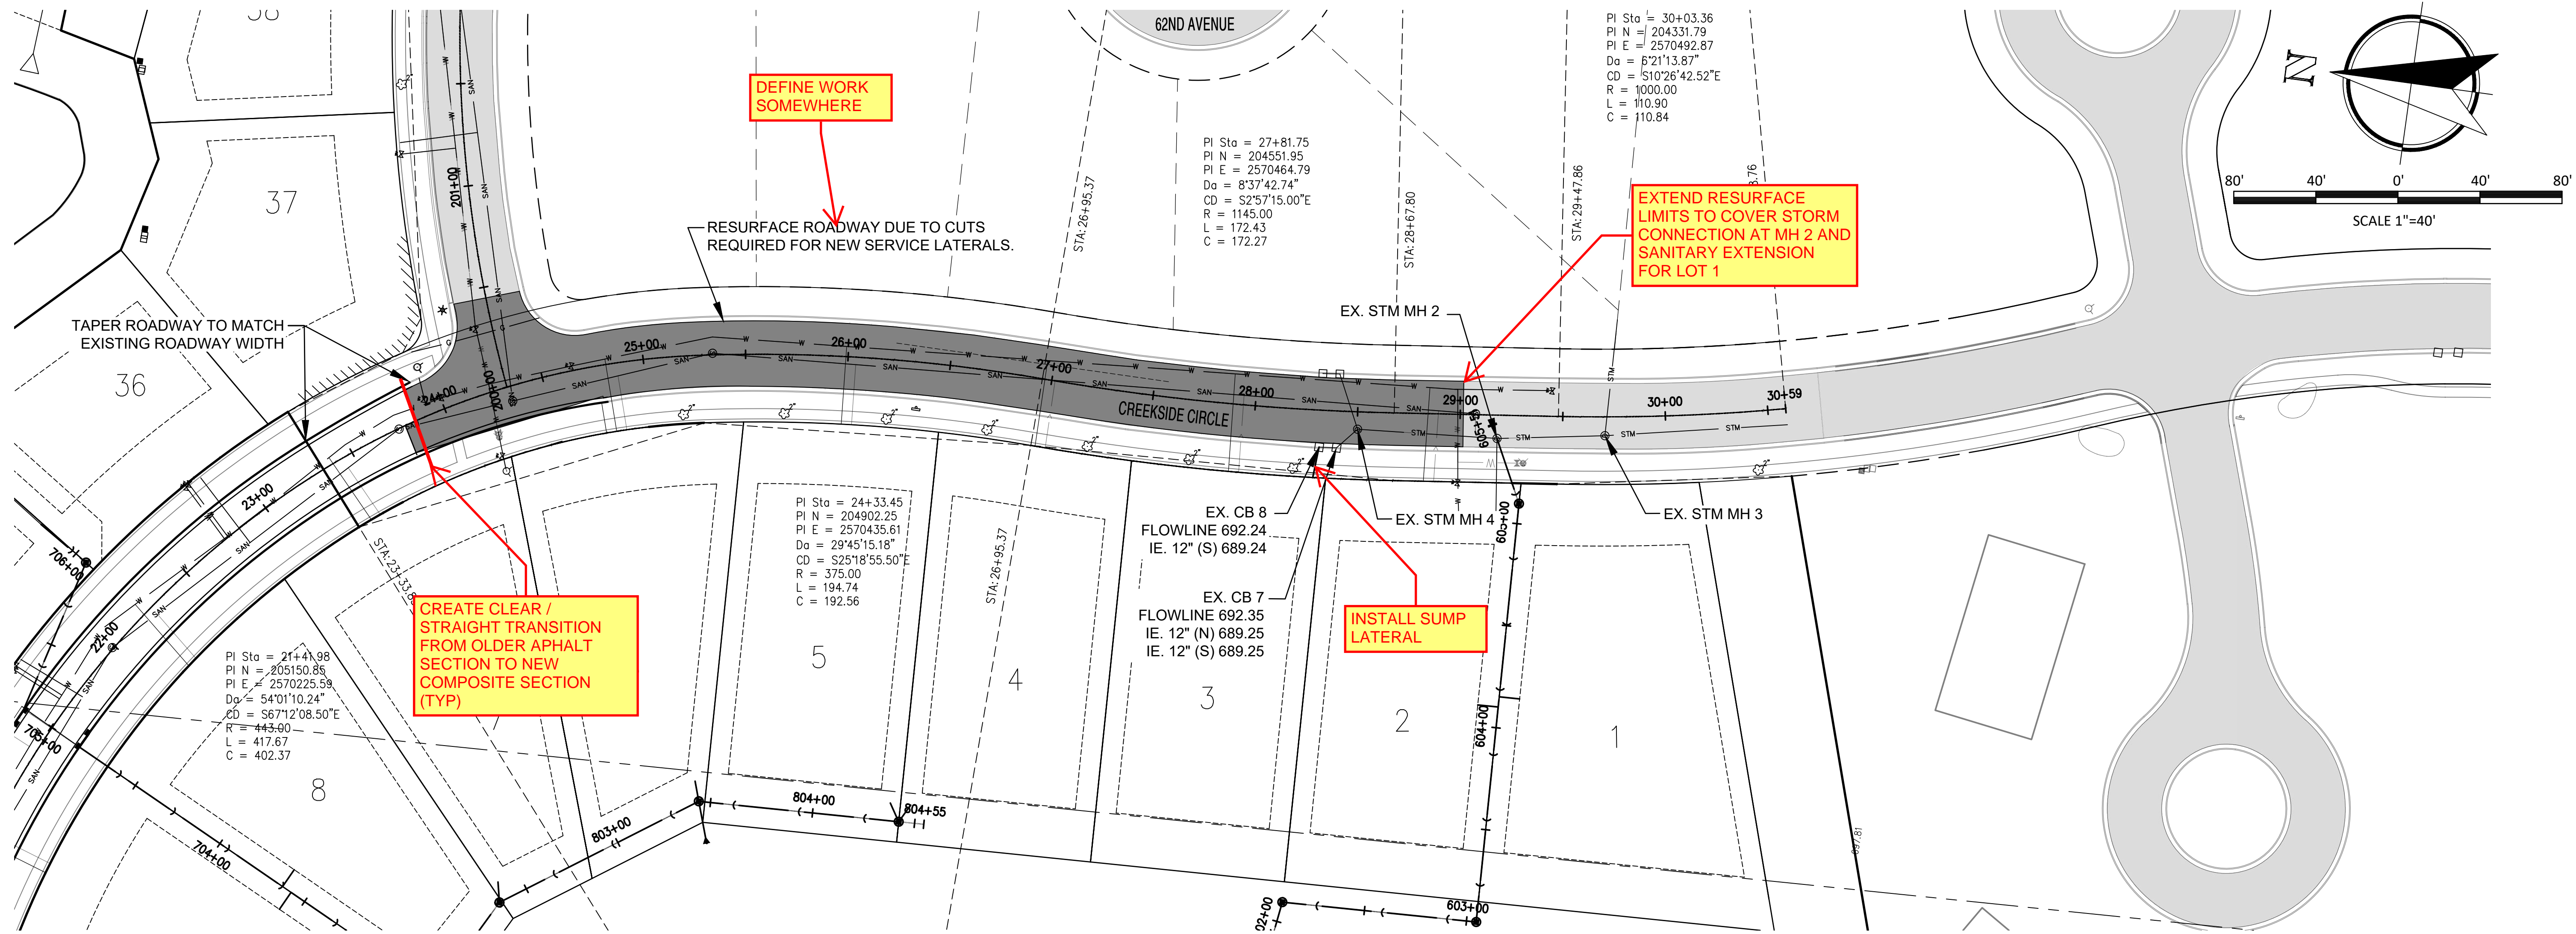 62ND AVENUE
PI Sta = 30+03.36
PI N = 204331.79
PI E = 2570492.87
Da = 6°21'13.87"
CD = S10°26'42.52"E
R = 1000.00
L = 110.90
C = 110.84
N
80'
40'
0'
40'
80'
SCALE 1"=40'
DEFINE WORK
SOMEWHERE
PI Sta = 27+81.75
PI N = 204551.95
PI E = 2570464.79
Da = 8°37'42.74"
CD = S2°57'15.00"E
R = 1145.00
L = 172.43
C = 172.27
STA:26+95.37
STA:28+67.80
STA:29+47.86
EXTEND RESURFACE
LIMITS TO COVER STORM
CONNECTION AT MH 2 AND
SANITARY EXTENSION
FOR LOT 1
37
201+00
RESURFACE ROADWAY DUE TO CUTS
REQUIRED FOR NEW SERVICE LATERALS.
TAPER ROADWAY TO MATCH
EXISTING ROADWAY WIDTH
EX. STM MH 2
36
24+00
200+00
25+00
26+00
27+00
28+00
29+00
30+00
30+59
CREEKSIDE CIRCLE
SAN
W
STM
2"
23+00
22+00
706+00
705+00
704+00
STA:23+33.8
PI Sta = 24+33.45
PI N = 204902.25
PI E = 2570435.61
Da = 29°45'15.18"
CD = S25°18'55.50"E
R = 375.00
L = 194.74
C = 192.56
STA:26+95.37
EX. CB 8
FLOWLINE 692.24
IE. 12" (S) 689.24
EX. STM MH 4
EX. STM MH 3
605+00
EX. CB 7
FLOWLINE 692.35
IE. 12" (N) 689.25
IE. 12" (S) 689.25
INSTALL SUMP
LATERAL
CREATE CLEAR /
STRAIGHT TRANSITION
FROM OLDER APHALT
SECTION TO NEW
COMPOSITE SECTION
(TYP)
PI Sta = 21+41.98
PI N = 205150.85
PI E = 2570225.59
Da = 54°01'10.24"
CD = S67°12'08.50"E
R = 443.00
L = 417.67
C = 402.37
8
5
4
3
2
1
604+00
803+00
804+00
804+55
603+00
02+00
697.81